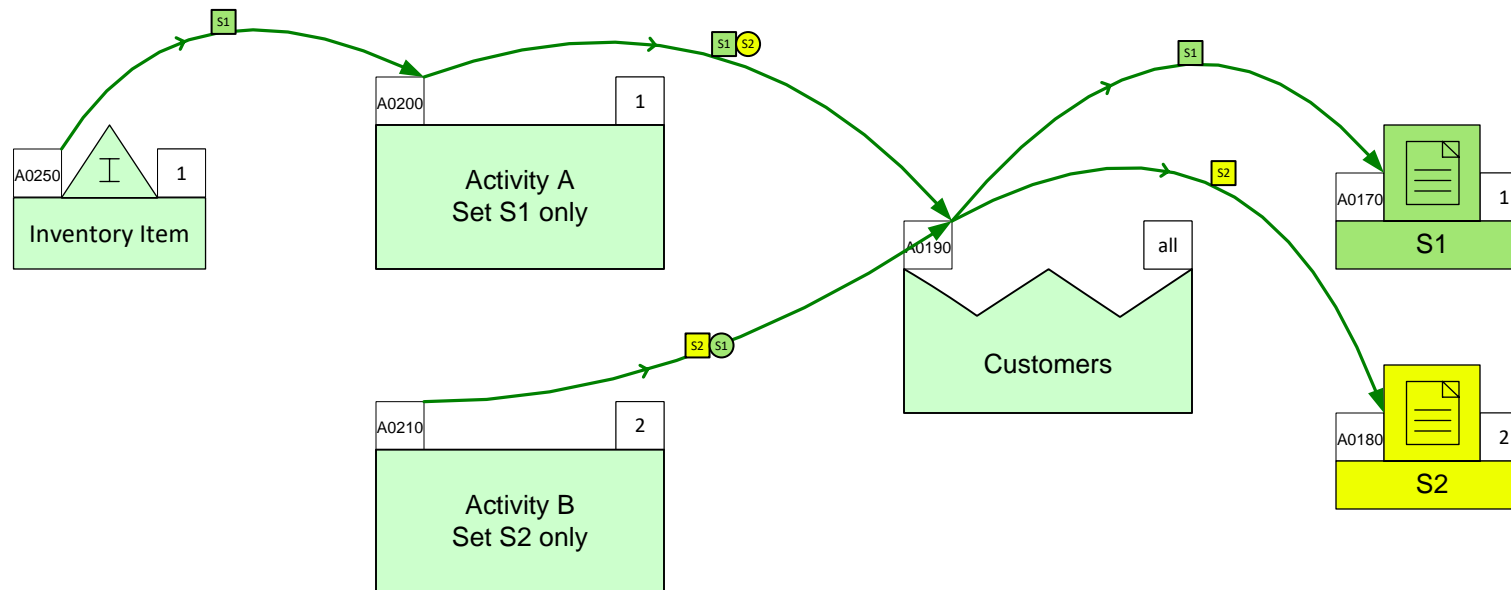 S1
S1 S2
S1
A0200
1
A0250
I
1
Inventory Item
Activity A
Set S1 only
S2
A0170
1
S1
A0190
all
S2 S1
Customers
A0210
2
A0180
2
S2
Activity B
Set S2 only